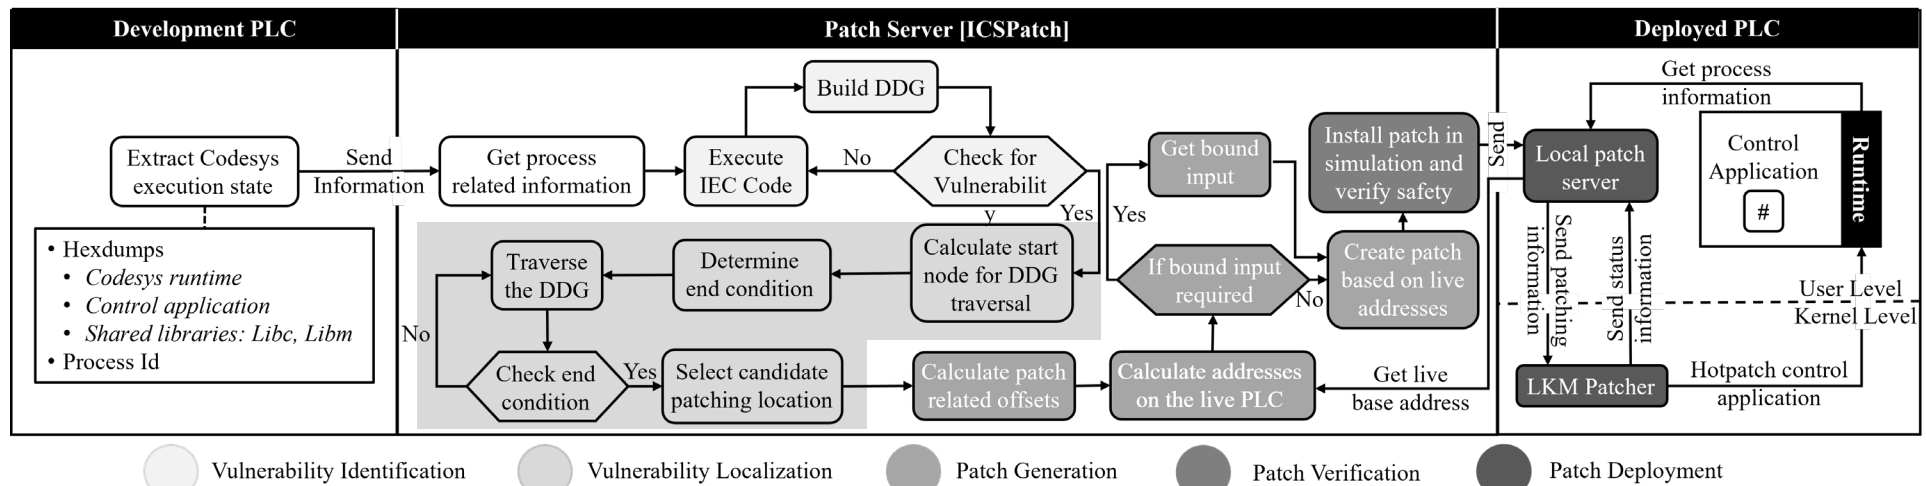 Development PLC
Patch Server [ICSPatch]
Deployed PLC
Extract Codesys
execution state
Send
Information
• Hexdumps
• Codesys runtime
• Control application
• Shared libraries: Libc, Libm
• Process Id
Get process
related information
Execute
IEC Code
Build DDG
No
Check for
Vulnerabilit
y
Yes
Calculate start
node for DDG
traversal
Determine
end condition
Traverse
the DDG
No
Check end
condition
Yes
Select candidate
patching location
Calculate patch
related offsets
Calculate addresses
on the live PLC
If bound input
required
Yes
No
Get bound
input
Create patch
based on live
addresses
Install patch in
simulation and
verify safety
Send
Get live
base address
Get process
information
Local patch
server
Control
Application
#
Runtime
Send patching
information
Send status
information
User Level
Kernel Level
LKM Patcher
Hotpatch control
application
Vulnerability Identification
Vulnerability Localization
Patch Generation
Patch Verification
Patch Deployment